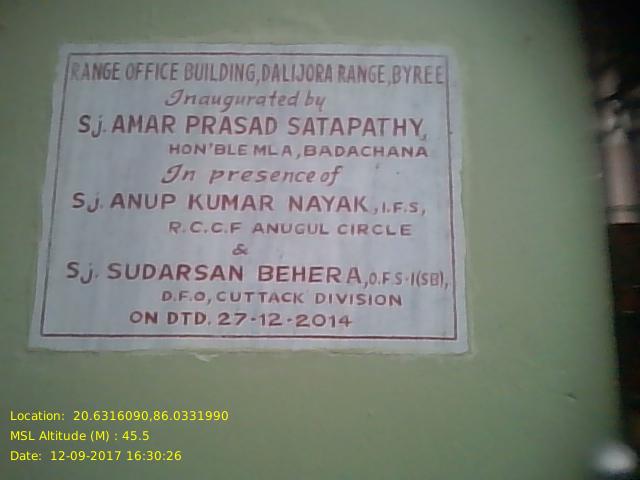 RANGE OFFICE BUILDING, DALIJORA RANGE, BYREE
Inaugurated by
Sj. AMAR PRASAD SATAPATHY,
HON'BLE MLA, BADACHANA
In presence of
Sj. ANUP KUMAR NAYAK, I.F.S,
R.C.C.F ANUGUL CIRCLE
&
Sj. SUDARSAN BEHERA, O.F.S-I(SB),
D.F.O, CUTTACK DIVISION
ON DTD. 27-12-2014
Location: 20.6316090,86.0331990
MSL Altitude (M) : 45.5
Date: 12-09-2017 16:30:26